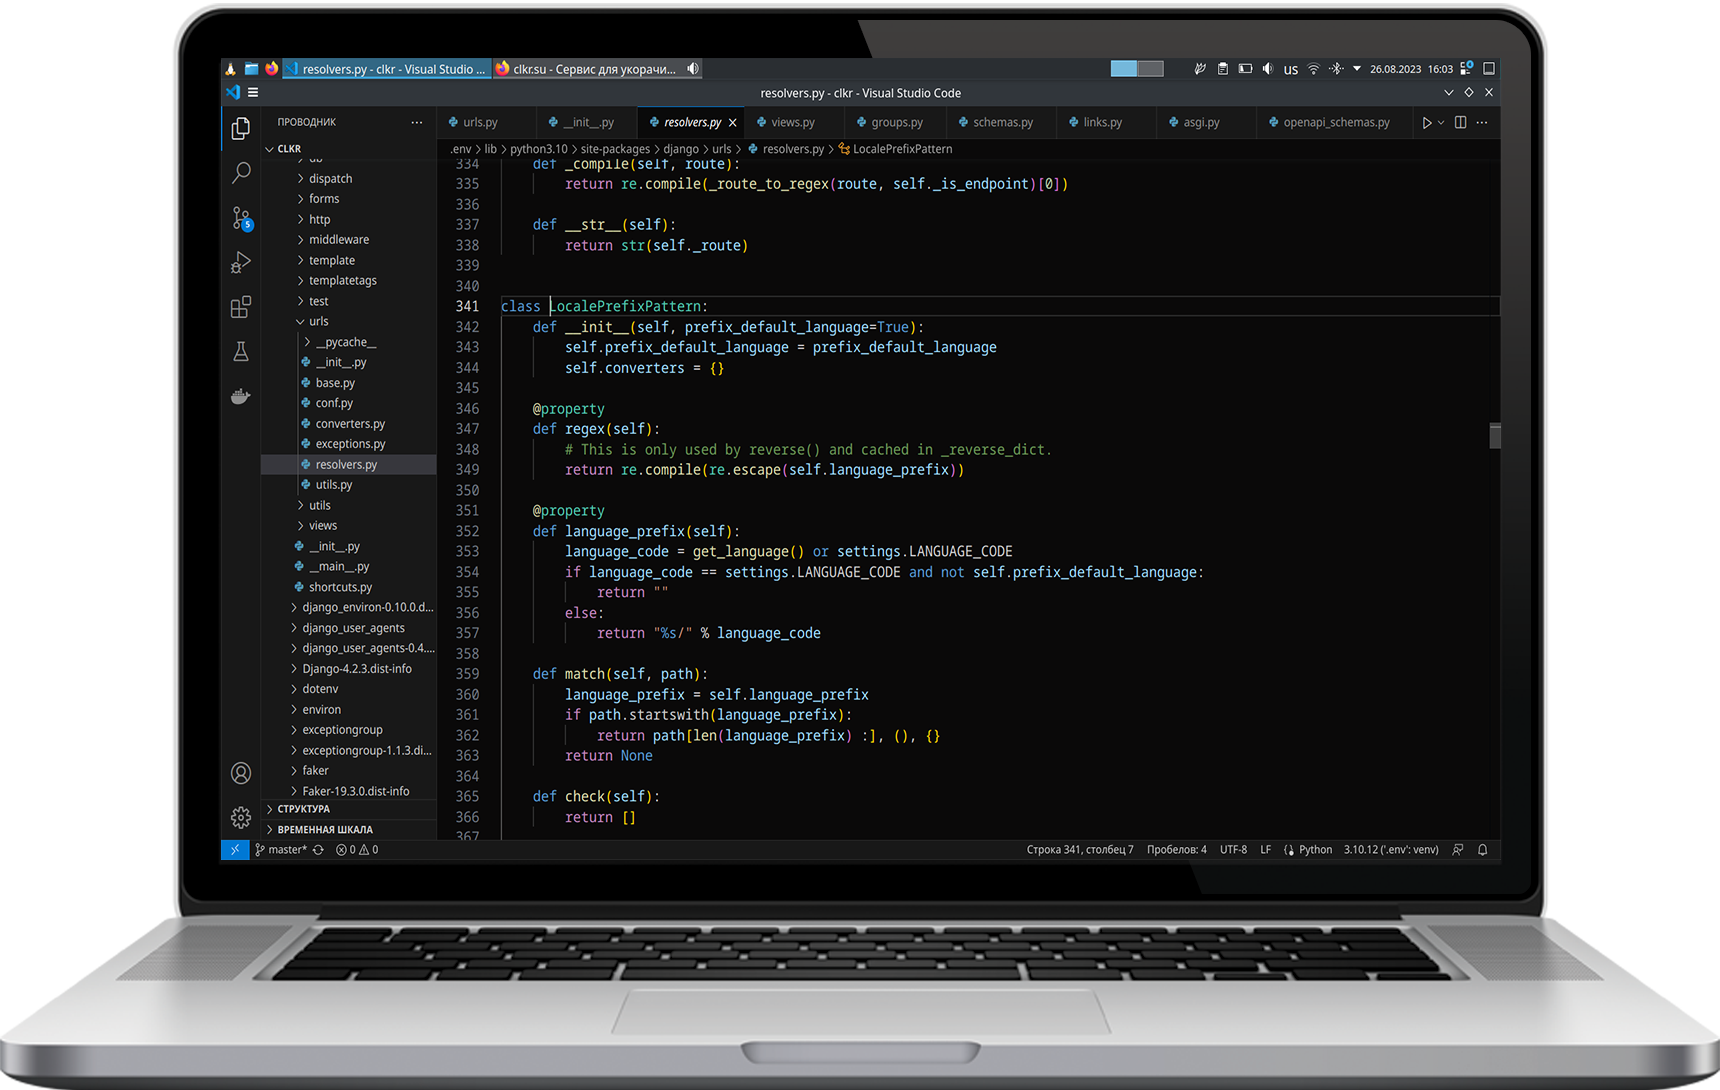 resolvers.py - clkr - Visual Studio ...
clkr.su - Сервис для укорачи...
us
26.08.2023 16:03
resolvers.py - clkr - Visual Studio Code
ПРОВОДНИК
urls.py
__init__.py
resolvers.py
views.py
groups.py
schemas.py
links.py
asgi.py
openapi_schemas.py
.env > lib > python3.10 > site-packages > django > urls > resolvers.py > LocalePrefixPattern
CLKR
db
dispatch
forms
http
middleware
template
templatetags
test
urls
__pycache__
__init__.py
base.py
conf.py
converters.py
exceptions.py
resolvers.py
utils.py
utils
views
__init__.py
__main__.py
shortcuts.py
django_environ-0.10.0.d...
django_user_agents
django_user_agents-0.4....
Django-4.2.3.dist-info
dotenv
environ
exceptiongroup
exceptiongroup-1.1.3.di...
faker
Faker-19.3.0.dist-info
СТРУКТУРА
ВРЕМЕННАЯ ШКАЛА
5
334     def _compile(self, route):
335         return re.compile(_route_to_regex(route, self._is_endpoint)[0])
336
337     def __str__(self):
338         return str(self._route)
339
340
341 class LocalePrefixPattern:
342     def __init__(self, prefix_default_language=True):
343         self.prefix_default_language = prefix_default_language
344         self.converters = {}
345
346     @property
347     def regex(self):
348         # This is only used by reverse() and cached in _reverse_dict.
349         return re.compile(re.escape(self.language_prefix))
350
351     @property
352     def language_prefix(self):
353         language_code = get_language() or settings.LANGUAGE_CODE
354         if language_code == settings.LANGUAGE_CODE and not self.prefix_default_language:
355             return ""
356         else:
357             return "%s/" % language_code
358
359     def match(self, path):
360         language_prefix = self.language_prefix
361         if path.startswith(language_prefix):
362             return path[len(language_prefix) :], (), {}
363         return None
364
365     def check(self):
366         return []
367
master*
0
0
Строка 341, столбец 7
Пробелов: 4
UTF-8
LF
Python
3.10.12 ('.env': venv)